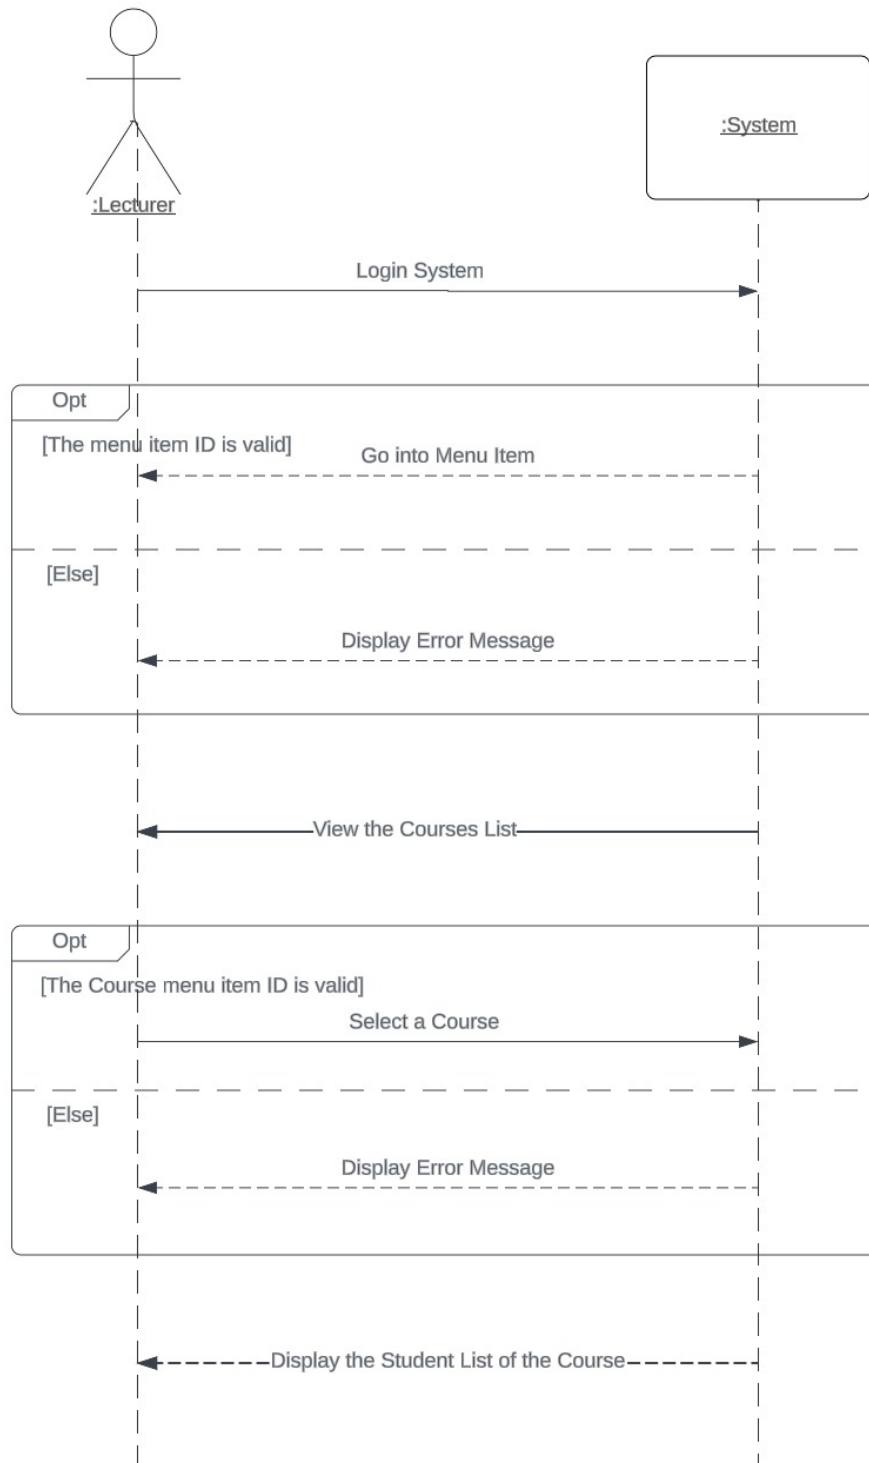 :System
:Lecturer
Login System
Opt
[The menu item ID is valid]
Go into Menu Item
[Else]
Display Error Message
View the Courses List
Opt
[The Course menu item ID is valid]
Select a Course
[Else]
Display Error Message
Display the Student List of the Course